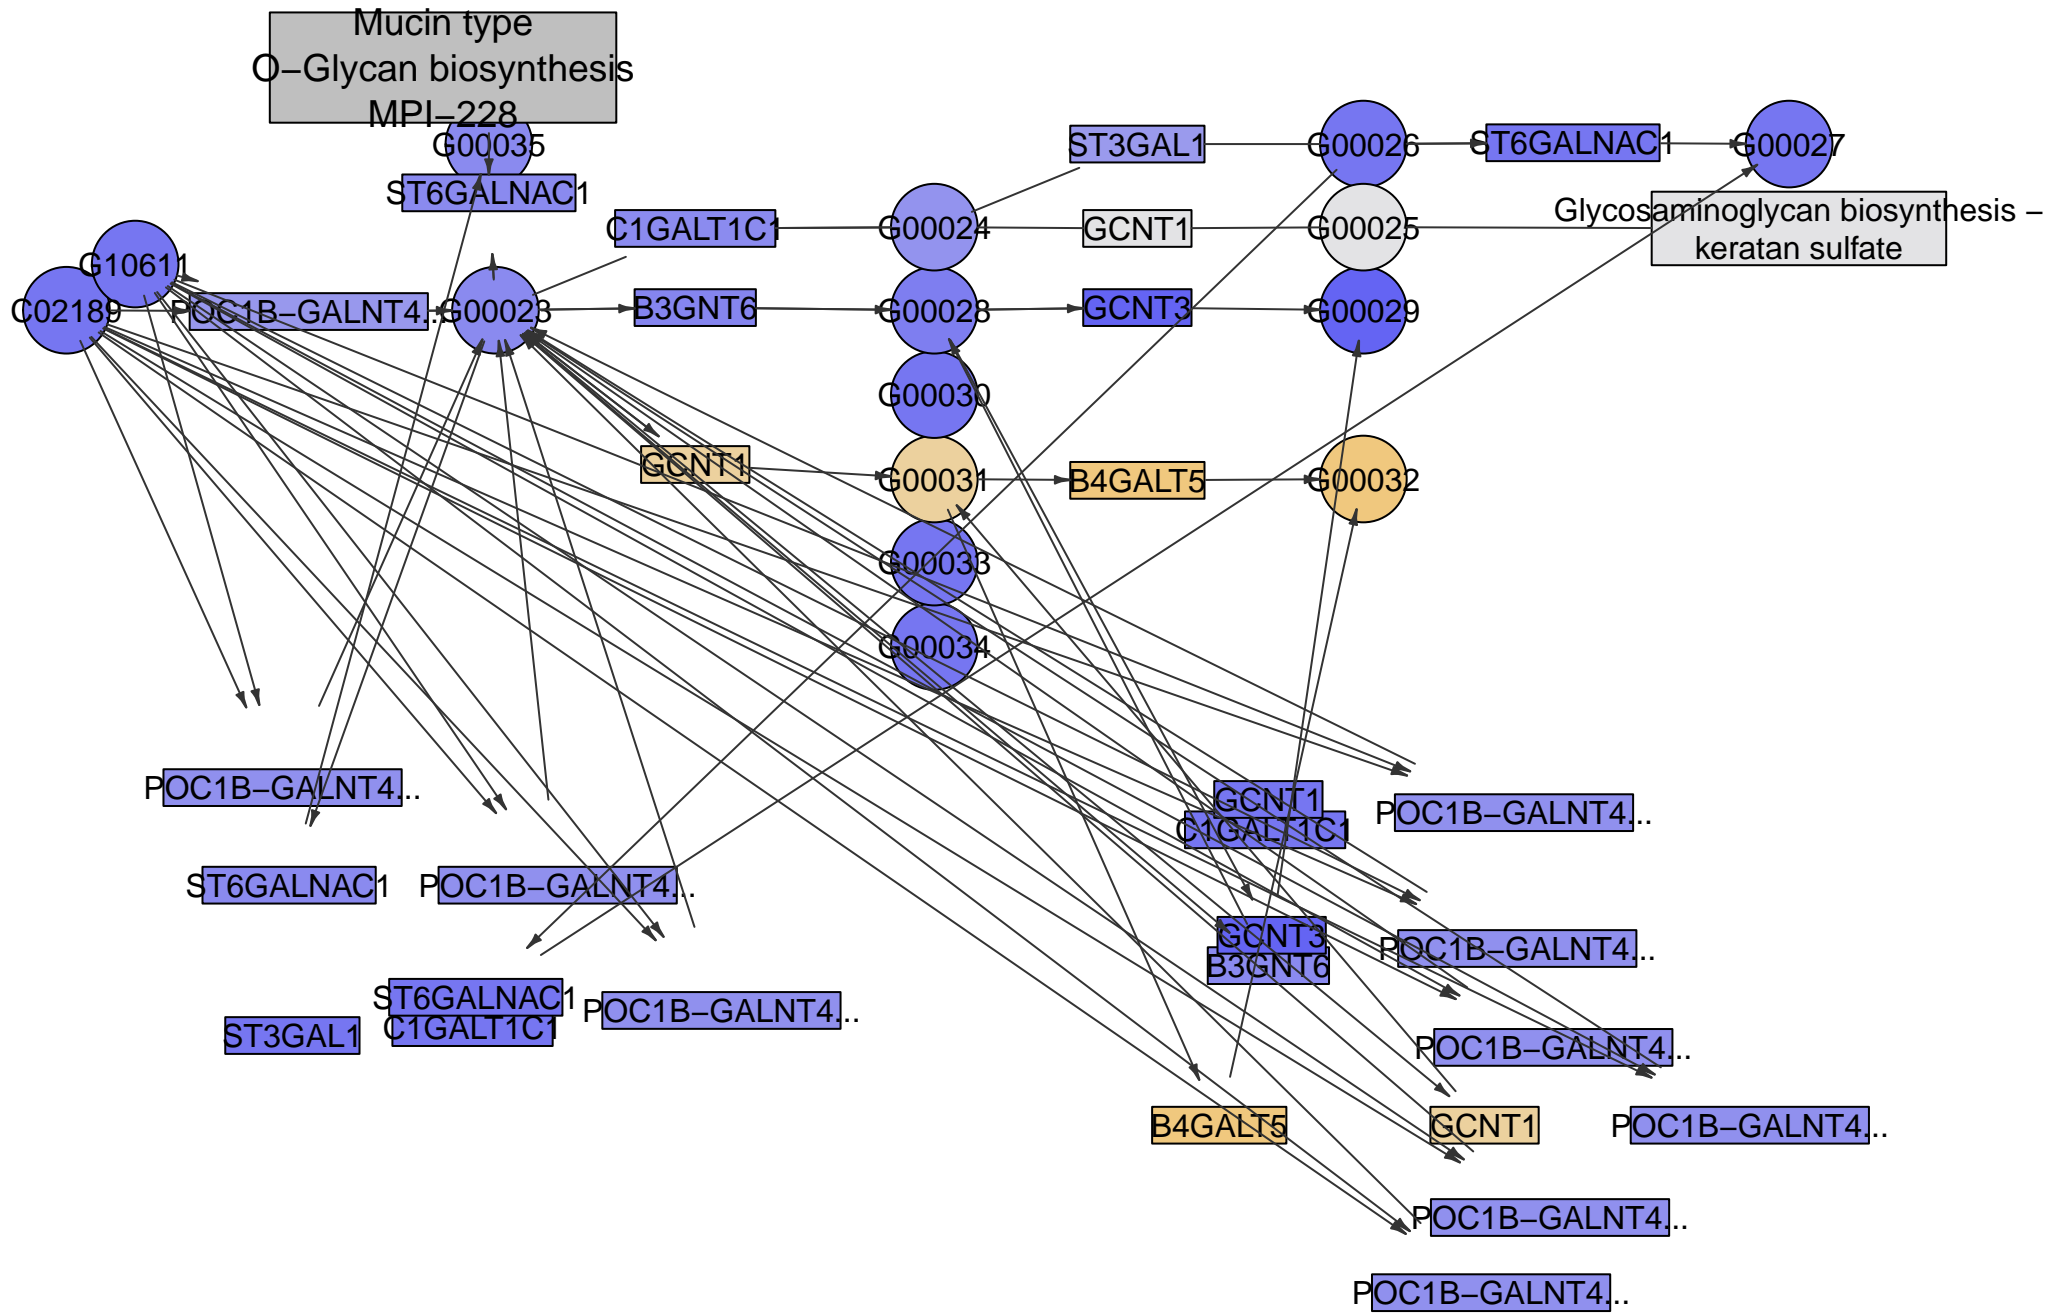 Mucin type
O−Glycan biosynthesis
MPI−228
G00035
ST3GAL1
G00026
ST6GALNAC1
G00027
ST6GALNAC1
C1GALT1C1
G00024
GCNT1
G00025
Glycosaminoglycan biosynthesis −
keratan sulfate
G10611
C02189
POC1B−GALNT4...
G00023
B3GNT6
G00028
GCNT3
G00029
G00030
GCNT1
G00031
B4GALT5
G00032
G00033
G00034
POC1B−GALNT4...
GCNT1
POC1B−GALNT4...
C1GALT1C1
ST6GALNAC1
POC1B−GALNT4...
GCNT3
POC1B−GALNT4...
B3GNT6
ST6GALNAC1
POC1B−GALNT4...
C1GALT1C1
ST3GAL1
POC1B−GALNT4...
B4GALT5
GCNT1
POC1B−GALNT4...
POC1B−GALNT4...
POC1B−GALNT4...